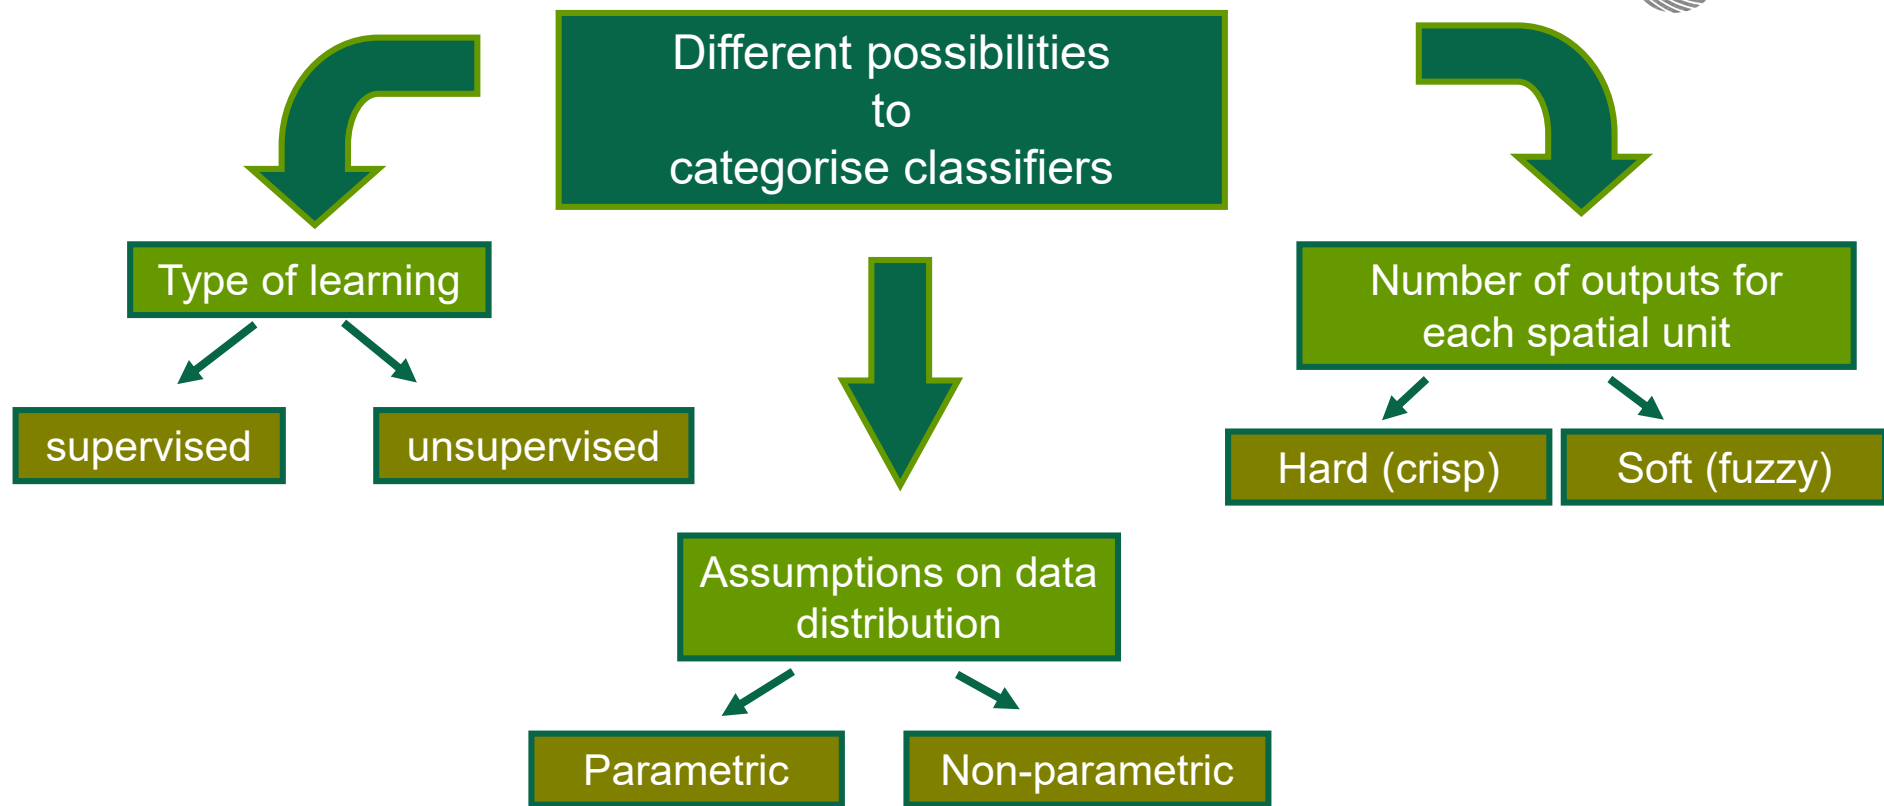 Different possibilities
to
categorise classifiers
Type of learning
supervised
unsupervised
Assumptions on data
distribution
Parametric
Non-parametric
Number of outputs for
each spatial unit
Hard (crisp)
Soft (fuzzy)